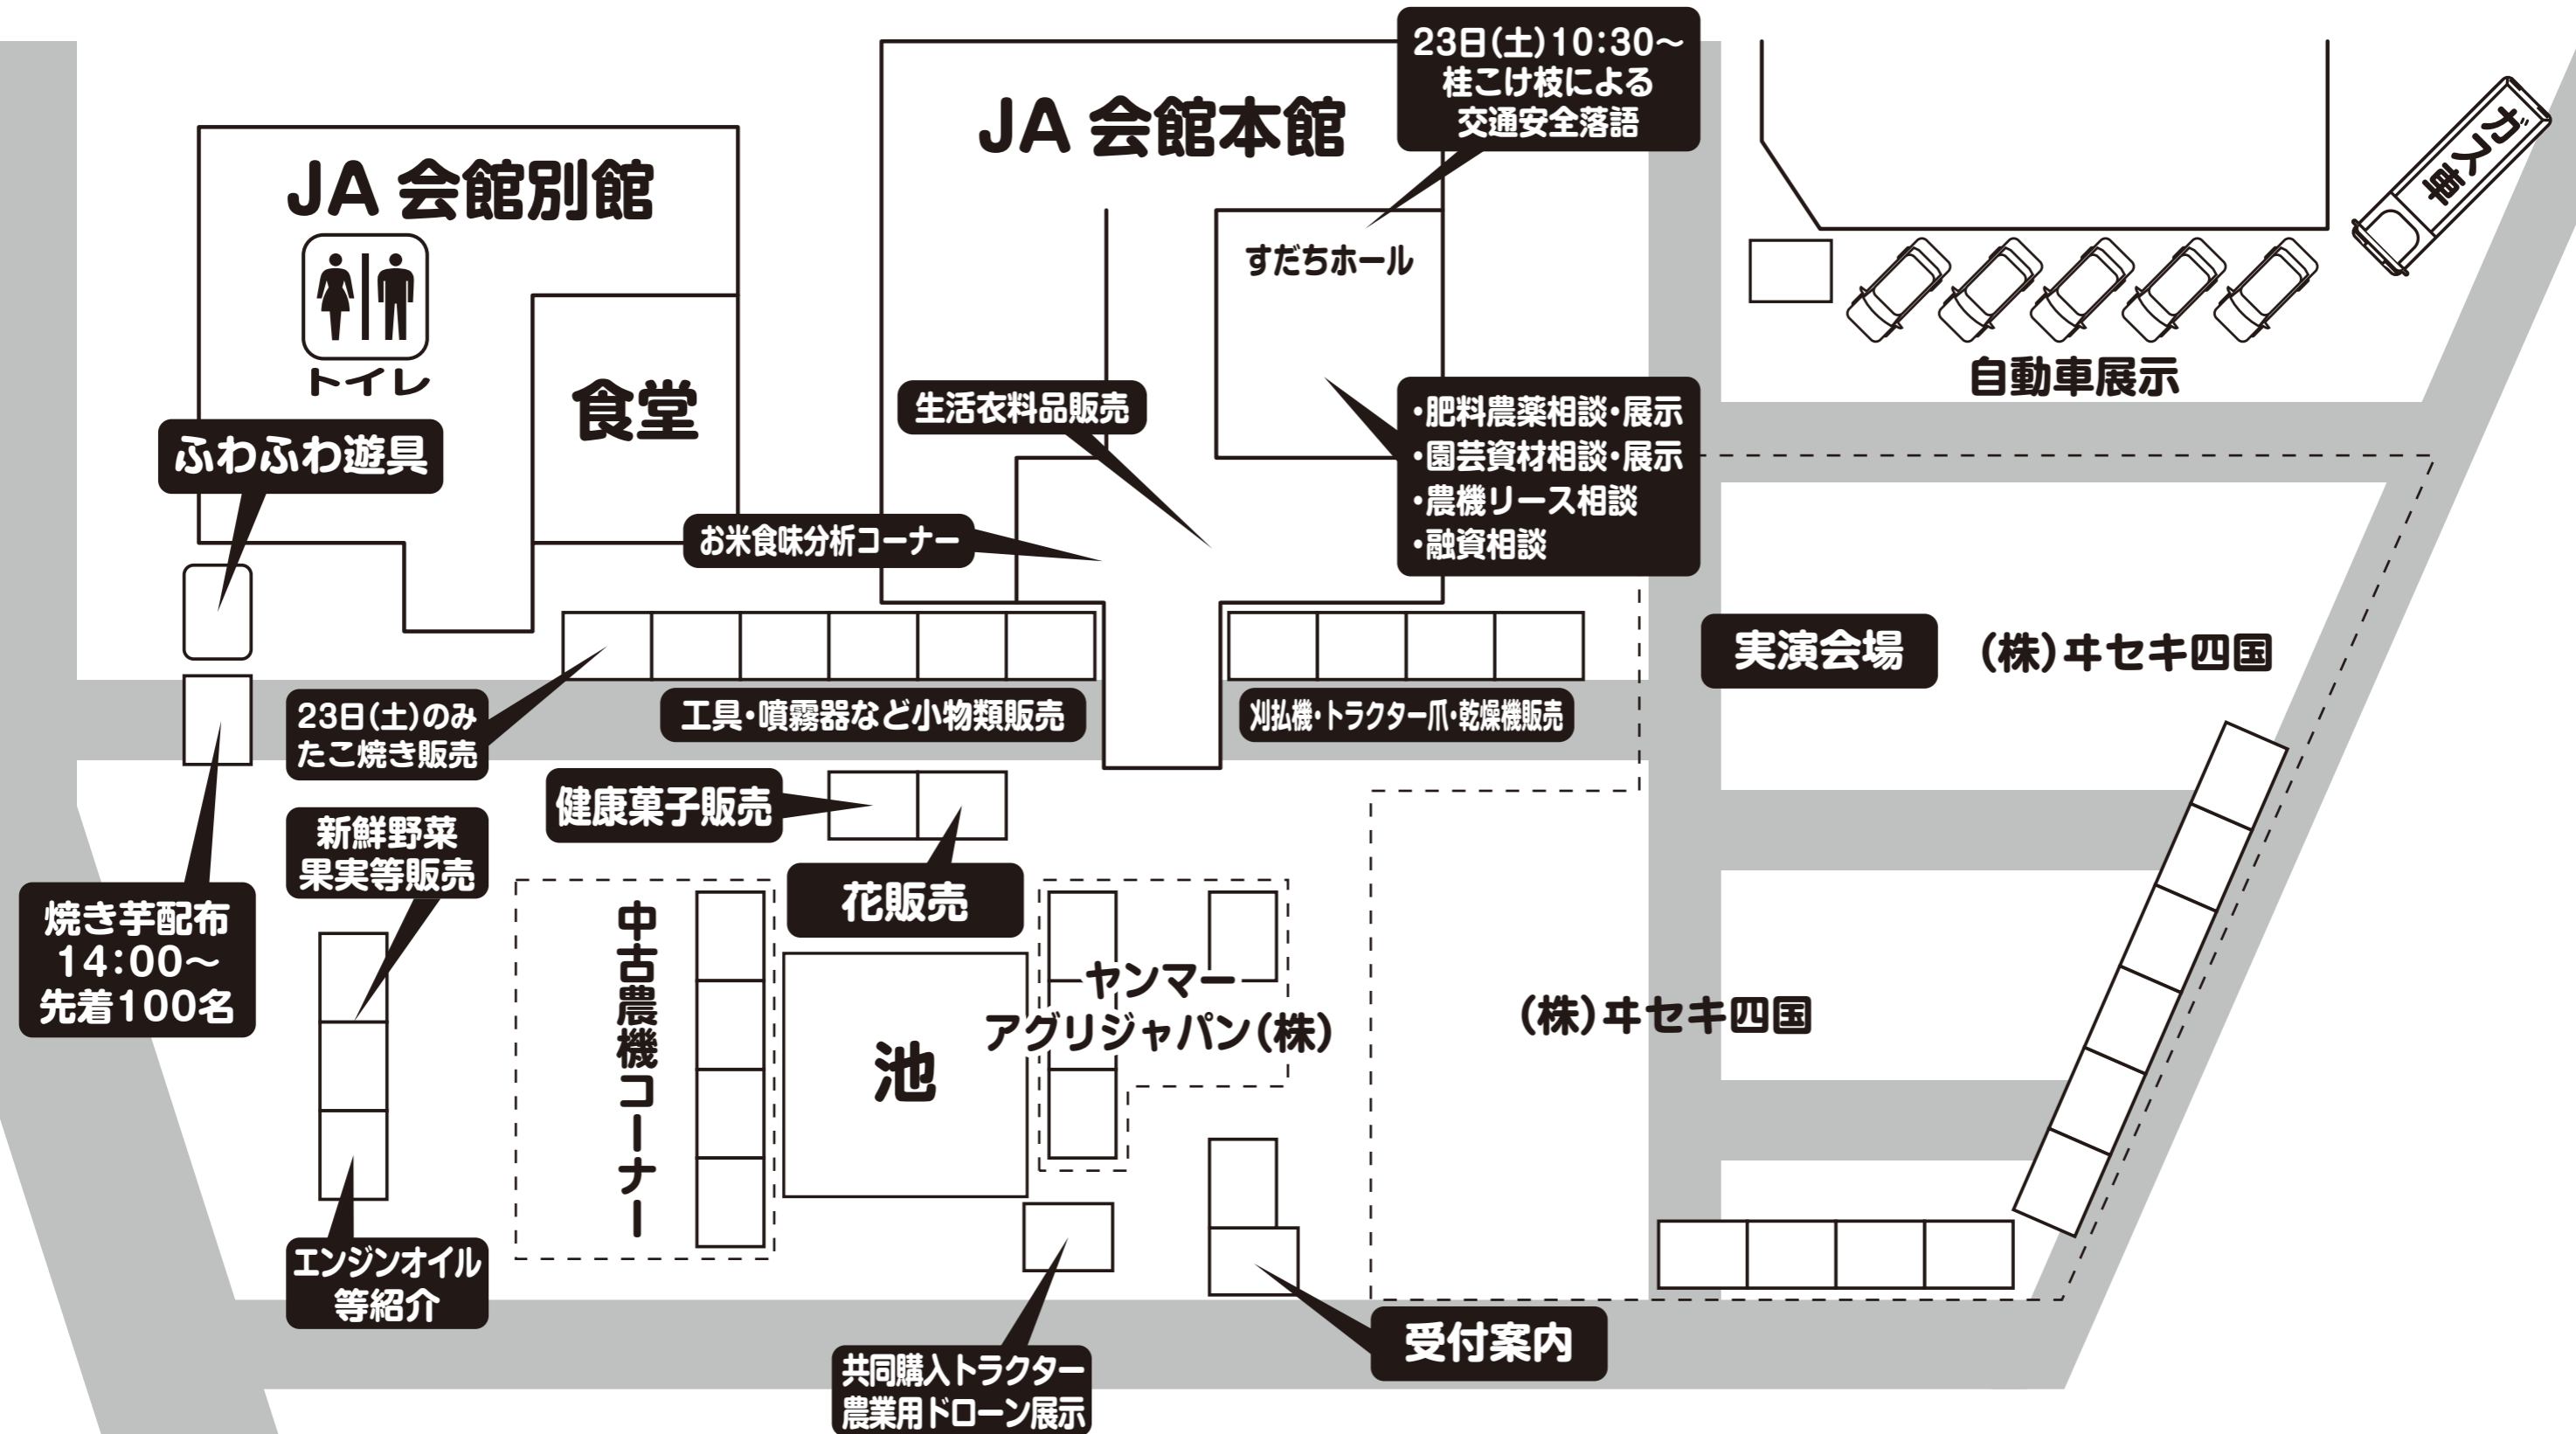 23日(土)10:30～
桂こけ枝による
交通安全落語
JA 会館本館
JA 会館別館
ガス車
すだちホール
トイレ
食堂
自動車展示
生活衣料品販売
・肥料農薬相談・展示
・園芸資材相談・展示
・農機リース相談
・融資相談
ふわふわ遊具
お米食味分析コーナー
実演会場
(株)ヰセキ四国
23日(土)のみ
たこ焼き販売
工具・噴霧器など小物類販売
刈払機・トラクター爪・乾燥機販売
健康菓子販売
新鮮野菜
果実等販売
花販売
焼き芋配布
14:00～
先着100名
中古農機コーナー
池
ヤンマー
アグリジャパン(株)
(株)ヰセキ四国
エンジンオイル
等紹介
受付案内
共同購入トラクター
農業用ドローン展示